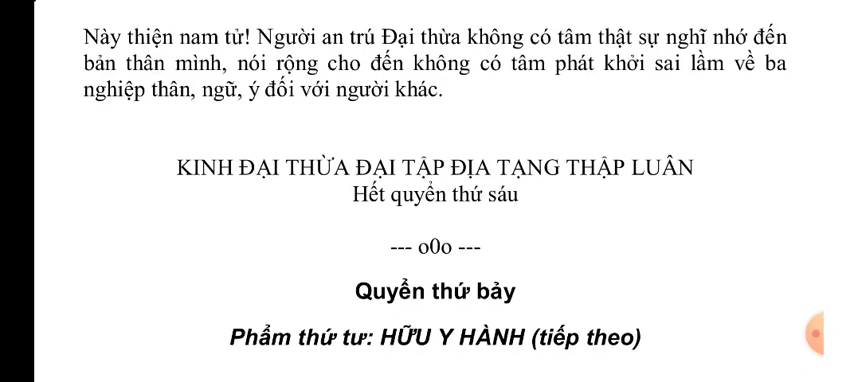 Này thiện nam tử! Người an trú Đại thừa không có tâm thật sự nghĩ nhớ đến
bản thân mình, nói rộng cho đến không có tâm phát khởi sai lầm về ba
nghiệp thân, ngữ, ý đối với người khác.
KINH ĐẠI THỪA ĐẠI TẬP ĐỊA TẠNG THẬP LUÂN
Hết quyển thứ sáu
--- o0o ---
Quyển thứ bảy
Phẩm thứ tư: HỮU Y HÀNH (tiếp theo)